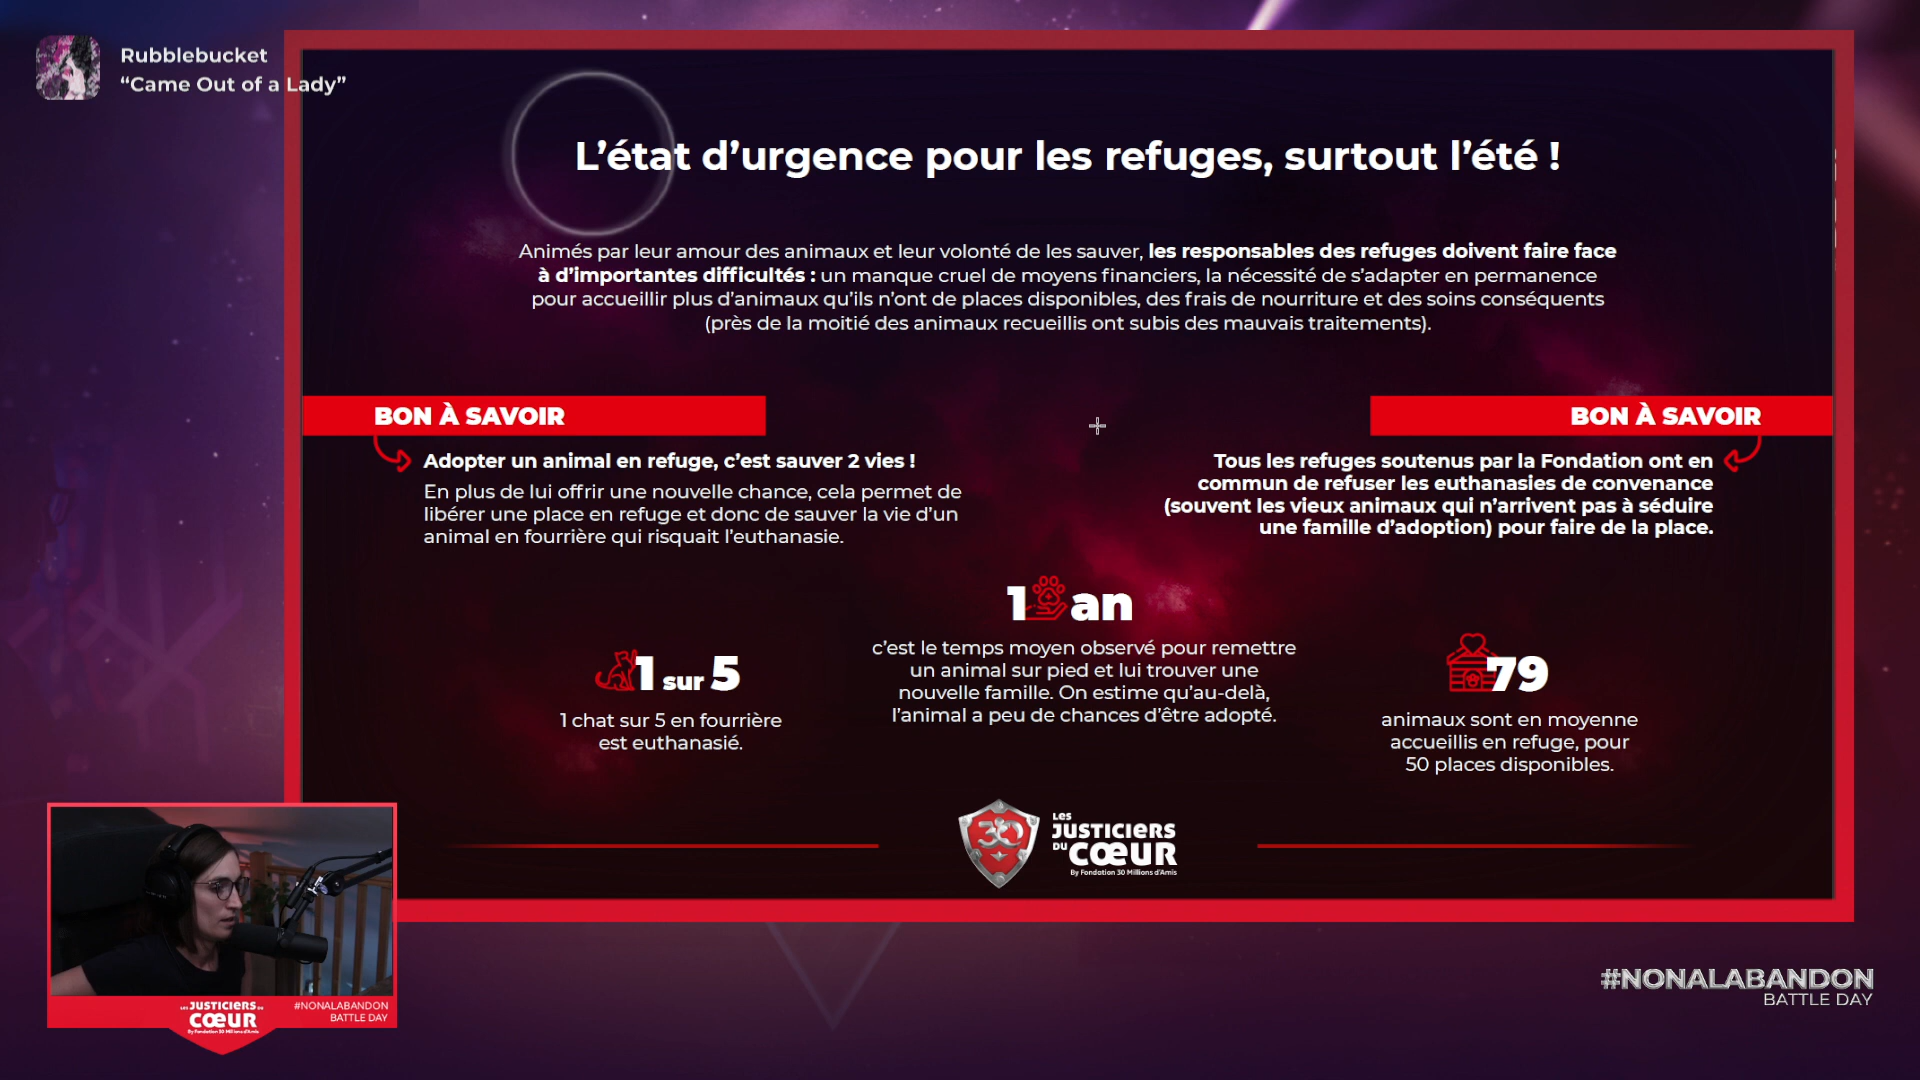 Rubblebucket
“Came Out of a Lady”
L’état d’urgence pour les refuges, surtout l’été !
Animés par leur amour des animaux et leur volonté de les sauver, les responsables des refuges doivent faire face
à d’importantes difficultés : un manque cruel de moyens financiers, la nécessité de s'adapter en permanence
pour accueillir plus d’animaux qu’ils n’ont de places disponibles, des frais de nourriture et des soins conséquents
(près de la moitié des animaux recueillis ont subis des mauvais traitements).
BON À SAVOIR
Adopter un animal en refuge, c’est sauver 2 vies !
En plus de lui offrir une nouvelle chance, cela permet de
libérer une place en refuge et donc de sauver la vie d’un
animal en fourrière qui risquait l’euthanasie.
BON À SAVOIR
Tous les refuges soutenus par la Fondation ont en
commun de refuser les euthanasies de convenance
(souvent les vieux animaux qui n’arrivent pas à séduire
une famille d’adoption) pour faire de la place.
1 sur 5
1 chat sur 5 en fourrière
est euthanasié.
1 an
c’est le temps moyen observé pour remettre
un animal sur pied et lui trouver une
nouvelle famille. On estime qu’au-delà,
l’animal a peu de chances d’être adopté.
79
animaux sont en moyenne
accueillis en refuge, pour
50 places disponibles.
30
LES
JUSTICIERS
DU CŒUR
By Fondation 30 Millions d’Amis
LES JUSTICIERS DU
CŒUR
By Fondation 30 Millions d’Amis
#NONALABANDON
BATTLE DAY
#NONALABANDON
BATTLE DAY